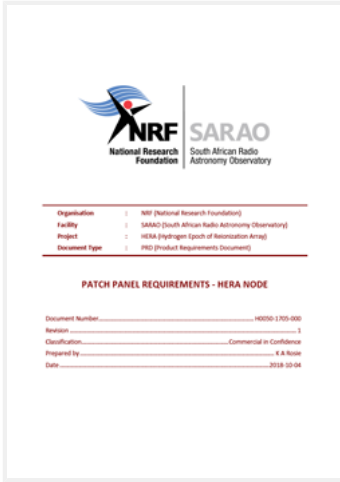 NRF SARAO
National Research Foundation
South African Radio Astronomy Observatory
Organisation : NRF (National Research Foundation)
Facility : SARAO (South African Radio Astronomy Observatory)
Project : HERA (Hydrogen Epoch of Reionization Array)
Document Type : PRD (Product Requirements Document)
PATCH PANEL REQUIREMENTS - HERA NODE
Document Number H0050-1705-000
Revision 1
Classification Commercial in Confidence
Prepared by K A Rosie
Date 2018-10-04